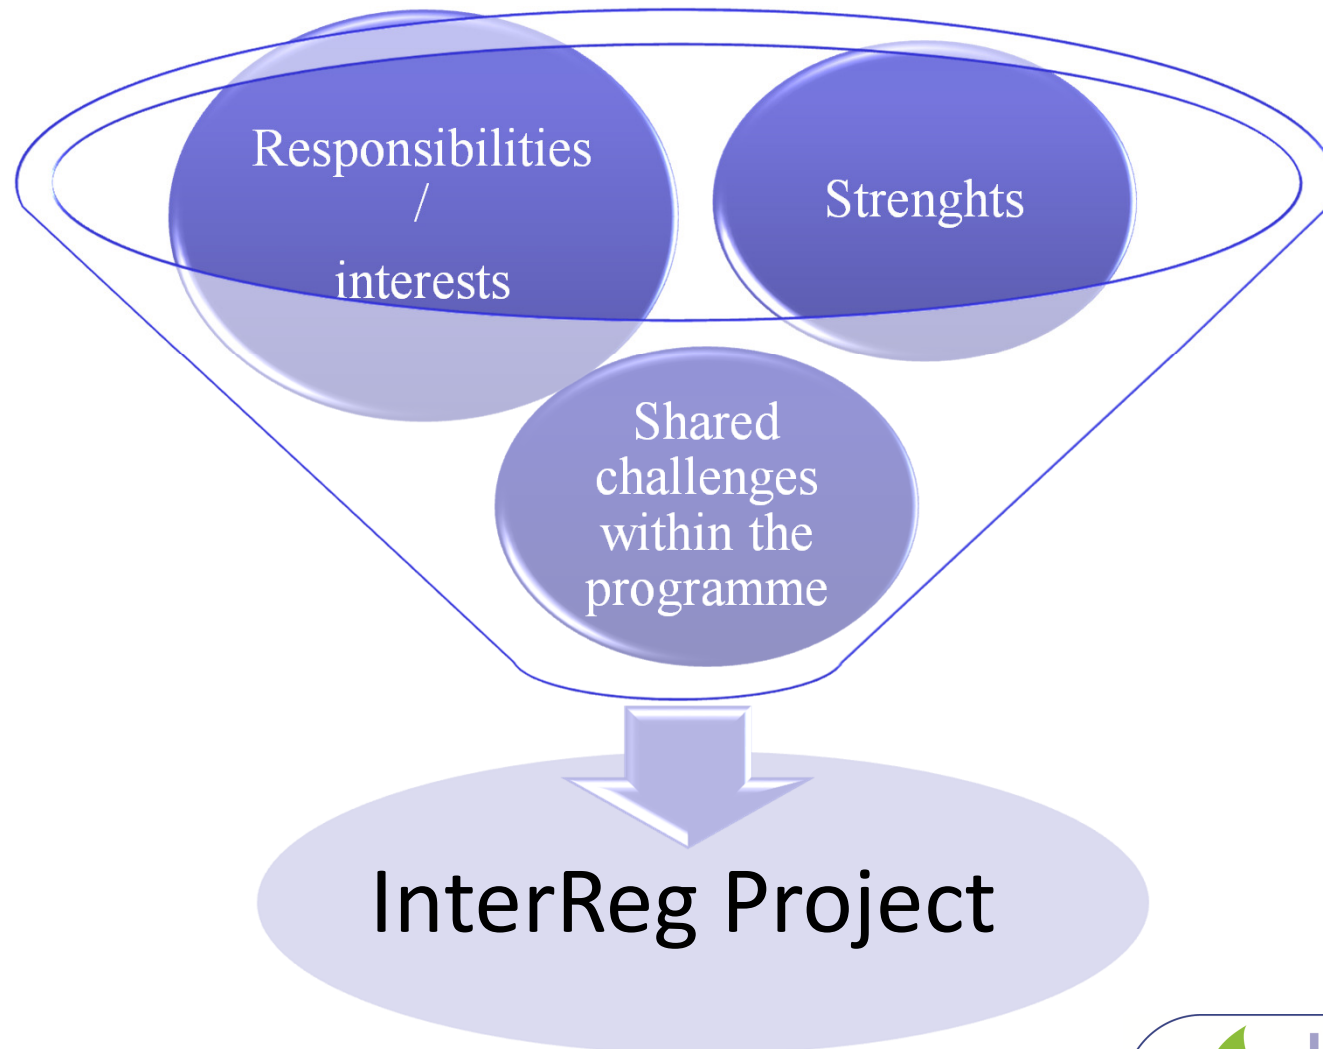 Responsibilities
/
interests
Strenghts
Shared
challenges
within the
programme
InterReg Project